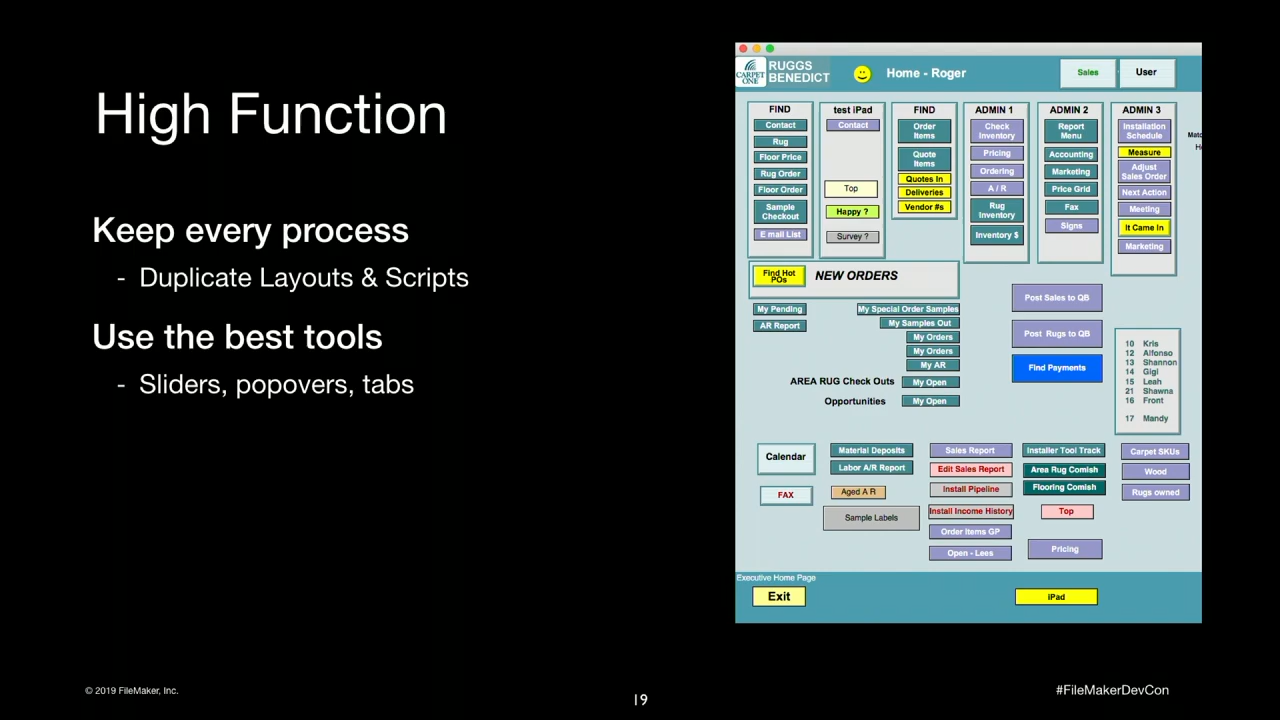 High Function
Keep every process
- Duplicate Layouts & Scripts
Use the best tools
- Sliders, popovers, tabs
CARPET
ONE
RUGGS
BENEDICT
Home - Roger
Sales
User
FIND
Contact
Rug
Floor Price
Rug Order
Floor Order
Sample
Checkout
E mail List
test iPad
Contact
Top
Happy ?
Survey ?
FIND
Order
Items
Quote
Items
Quotes In
Deliveries
Vendor #s
ADMIN 1
Check
Inventory
Pricing
Ordering
A / R
Rug
Inventory
Inventory $
ADMIN 2
Report
Menu
Accounting
Marketing
Price Grid
Fax
Signs
ADMIN 3
Installation
Schedule
Measure
Adjust
Sales Order
Next Action
Meeting
It Came In
Marketing
Find Hot
POs
NEW ORDERS
My Pending
AR Report
My Special Order Samples
My Samples Out
My Orders
My Orders
My AR
AREA RUG Check Outs
My Open
Opportunities
My Open
Post Sales to QB
Post Rugs to QB
Find Payments
10 Kris
12 Alfonso
13 Shannon
14 Gigi
15 Leah
21 Shawna
16 Front
17 Mandy
Calendar
FAX
Material Deposits
Labor A/R Report
Aged A R
Sample Labels
Sales Report
Edit Sales Report
Install Pipeline
Install Income History
Order Items GP
Open - Lees
Installer Tool Track
Area Rug Comish
Flooring Comish
Top
Pricing
Carpet SKUs
Wood
Rugs owned
Executive Home Page
Exit
iPad
© 2019 FileMaker, Inc.
19
#FileMakerDevCon